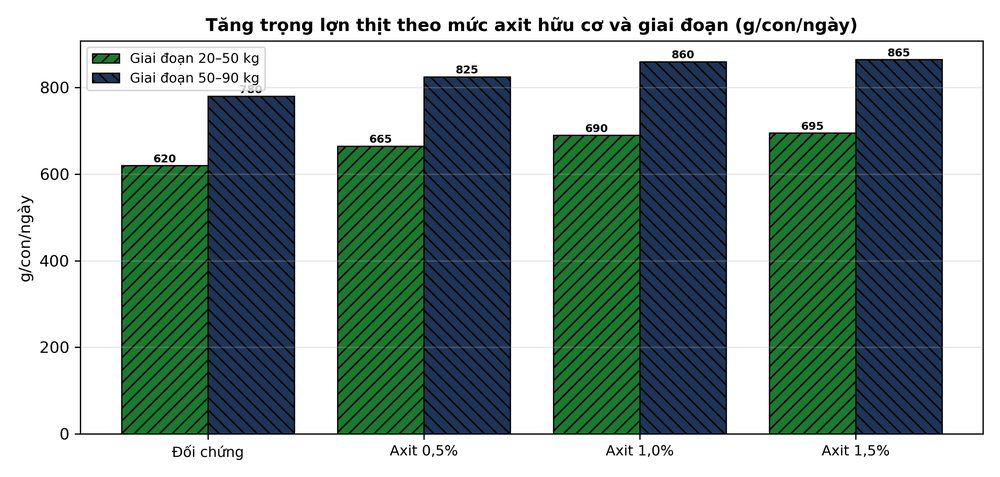 Tăng trọng lợn thịt theo mức axit hữu cơ và giai đoạn (g/con/ngày)
Giai đoạn 20–50 kg
Giai đoạn 50–90 kg
g/con/ngày
800
600
400
200
0
620
780
665
825
690
860
695
865
Đối chứng
Axit 0,5%
Axit 1,0%
Axit 1,5%